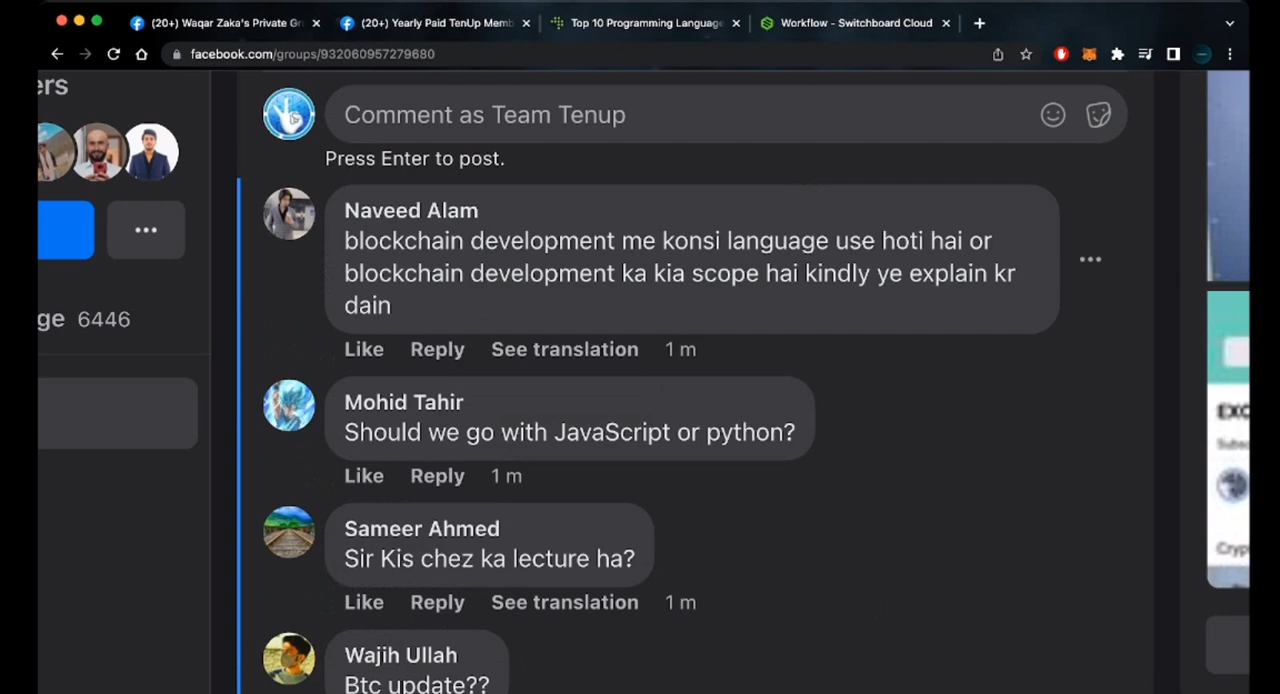 (20+) Waqar Zaka's Private Gr
(20+) Yearly Paid TenUp Memb
Top 10 Programming Language
Workflow - Switchboard Cloud
facebook.com/groups/932060957279680
ers
Comment as Team Tenup
Press Enter to post.
Naveed Alam
blockchain development me konsi language use hoti hai or
blockchain development ka kia scope hai kindly ye explain kr
dain
Like Reply See translation 1 m
ge 6446
Mohid Tahir
Should we go with JavaScript or python?
Like Reply 1 m
Sameer Ahmed
Sir Kis chez ka lecture ha?
Like Reply See translation 1 m
Wajih Ullah
Btc update??
EXC
Subsc
Cryp